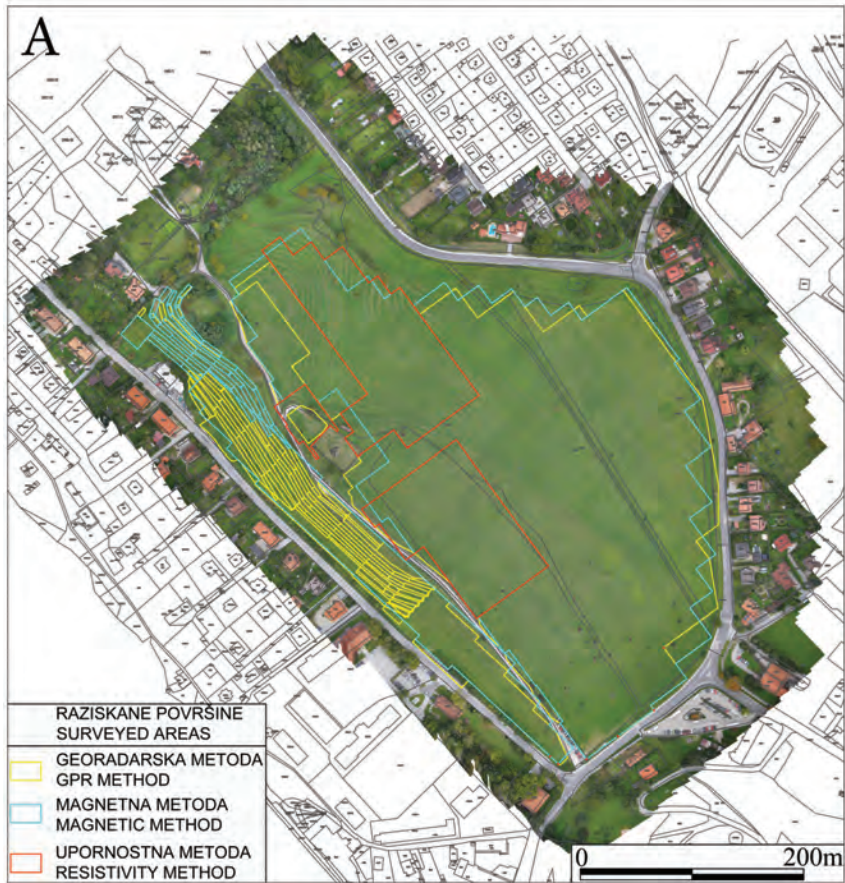 A
RAZISKANE POVRŠINE
SURVEYED AREAS
GEORADARSKA METODA
GPR METHOD
MAGNETNA METODA
MAGNETIC METHOD
UPORNOSTNA METODA
RESISTIVITY METHOD
0 200m